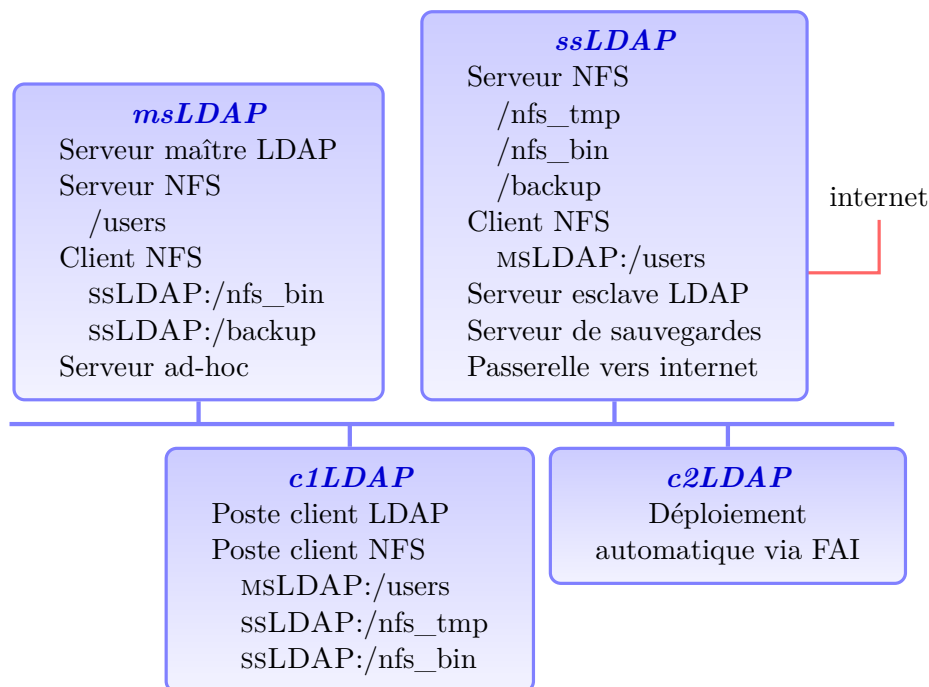 msLDAP
Serveur maître LDAP
Serveur NFS
/users
Client NFS
ssLDAP:/nfs_bin
ssLDAP:/backup
Serveur ad-hoc
ssLDAP
Serveur NFS
/nfs_tmp
/nfs_bin
/backup
Client NFS
msLDAP:/users
Serveur esclave LDAP
Serveur de sauvegardes
Passerelle vers internet
internet
c1LDAP
Poste client LDAP
Poste client NFS
msLDAP:/users
ssLDAP:/nfs_tmp
ssLDAP:/nfs_bin
c2LDAP
Déploiement
automatique via FAI